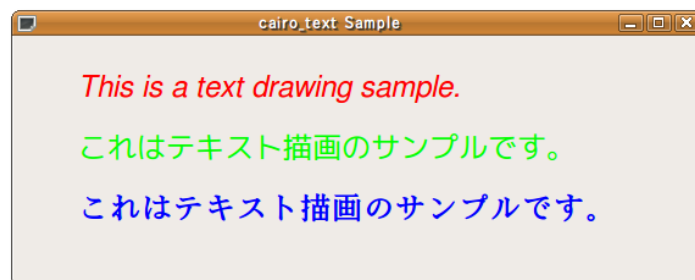 cairo_text Sample
This is a text drawing sample.
これはテキスト描画のサンプルです。
これはテキスト描画のサンプルです。